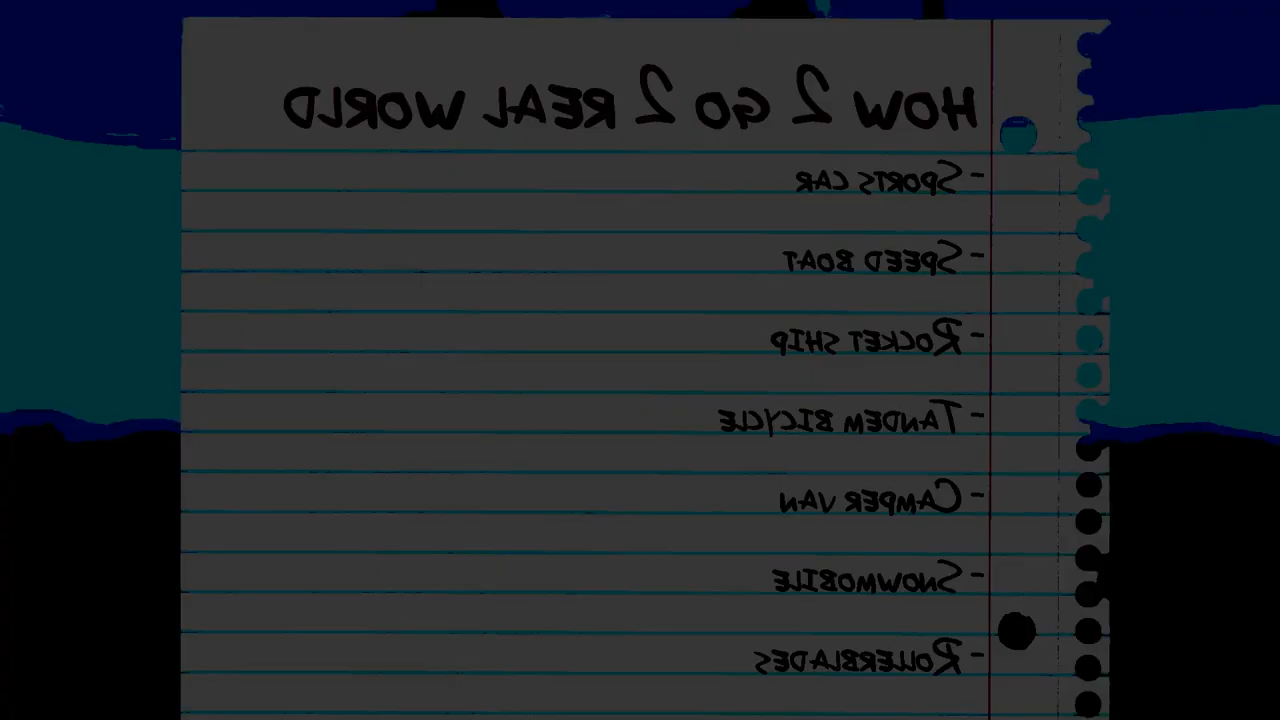 HOW 2 GO 2 REAL WORLD
- SPORTS CAR
- SPEED BOAT
- ROCKET SHIP
- TANDEM BICYCLE
- CAMPER VAN
- SNOWMOBILE
- ROLLERBLADES